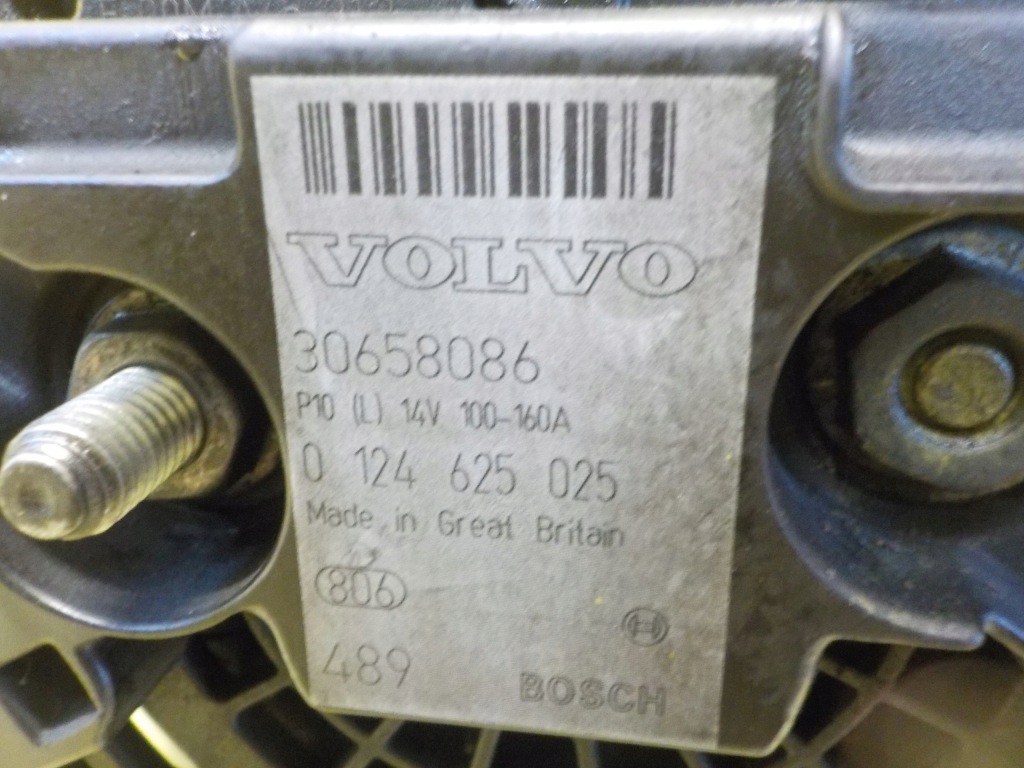 VOLVO
30658086
P10 (L) 14V 100-160A
0 124 625 025
Made in Great Britain
806
489
BOSCH